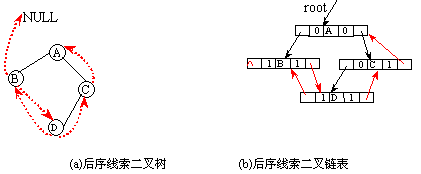 NULL
root
A
B
C
D
0 A 0
1 B 1
0 C 1
1 D 1
(a)后序线索二叉树
(b)后序线索二叉链表